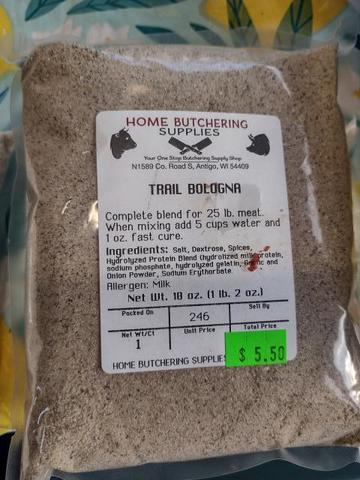 HOME BUTCHERING
SUPPLIES
Your One Stop Butchering Supply Shop
N1589 Co. Road S, Antigo, WI 54409
TRAIL BOLOGNA
Complete blend for 25 lb. meat.
When mixing add 5 cups water and
1 oz. fast cure.
Ingredients: Salt, Dextrose, Spices,
Hydrolyzed Protein Blend (hydrolized milk protein,
sodium phosphate, hydrolyzed gelatin, Garlic and
Onion Powder, Sodium Erythorbate
Allergen: Milk
Net Wt. 18 oz. (1 lb. 2 oz.)
Packed On 246 Sell By
Net Wt/Ct Unit Price Total Price
1
HOME BUTCHERING SUPPLIES
$ 5.50